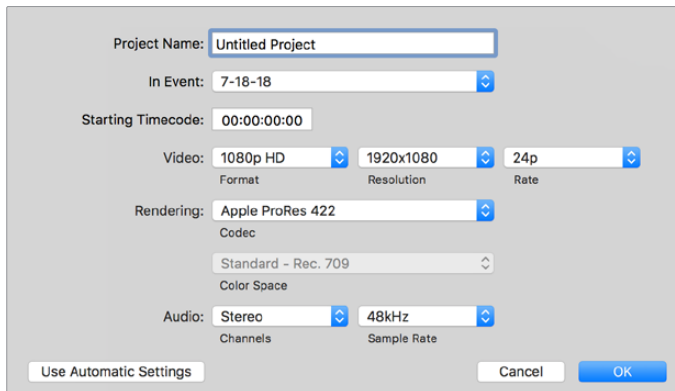 Project Name: Untitled Project
In Event: 7-18-18
Starting Timecode: 00:00:00:00
Video: 1080p HD 1920x1080 24p
Format Resolution Rate
Rendering: Apple ProRes 422
Codec
Standard - Rec. 709
Color Space
Audio: Stereo 48kHz
Channels Sample Rate
Use Automatic Settings Cancel OK